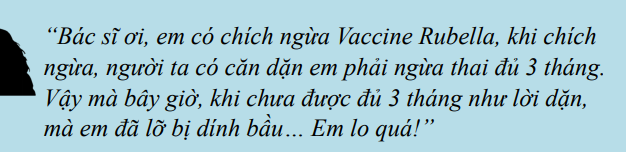 “Bác sĩ ơi, em có chích ngừa Vaccine Rubella, khi chích
ngừa, người ta có căn dặn em phải ngừa thai đủ 3 tháng.
Vậy mà bây giờ, khi chưa được đủ 3 tháng như lời dặn,
mà em đã lỡ bị dính bầu… Em lo quá!”